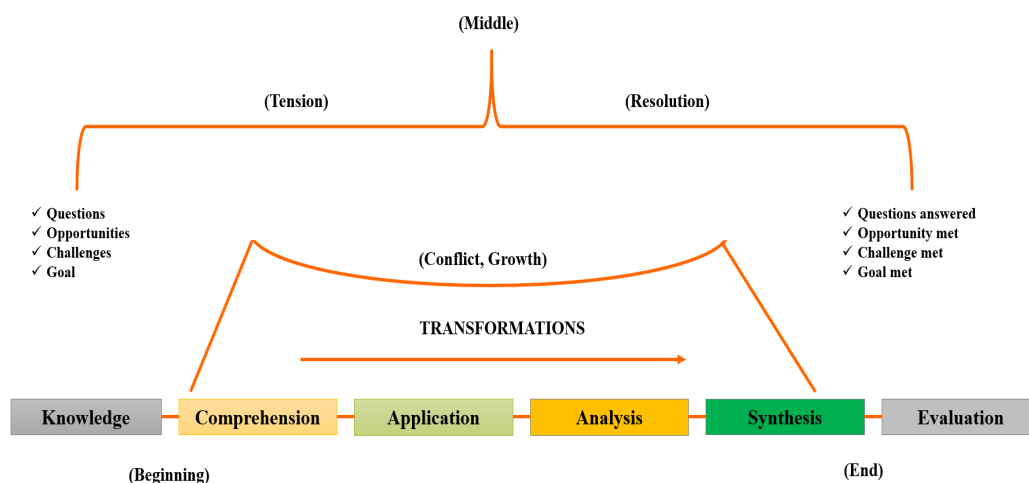 (Middle)
(Tension)
(Resolution)
✓ Questions
✓ Opportunities
✓ Challenges
✓ Goal
✓ Questions answered
✓ Opportunity met
✓ Challenge met
✓ Goal met
(Conflict, Growth)
TRANSFORMATIONS
Knowledge
Comprehension
Application
Analysis
Synthesis
Evaluation
(Beginning)
(End)